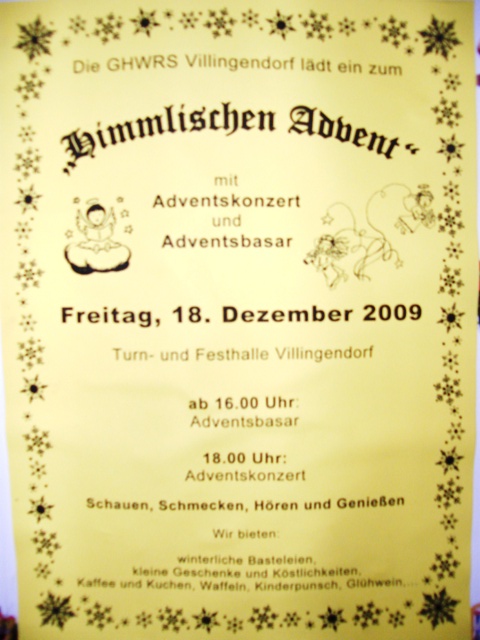 Die GHWRS Villingendorf lädt ein zum
„Himmlischen Advent“
mit
Adventskonzert
und
Adventsbasar
Freitag, 18. Dezember 2009
Turn- und Festhalle Villingendorf
ab 16.00 Uhr:
Adventsbasar
18.00 Uhr:
Adventskonzert
Schauen, Schmecken, Hören und Genießen
Wir bieten:
winterliche Basteleien,
kleine Geschenke und Köstlichkeiten,
Kaffee und Kuchen, Waffeln, Kinderpunsch, Glühwein,...